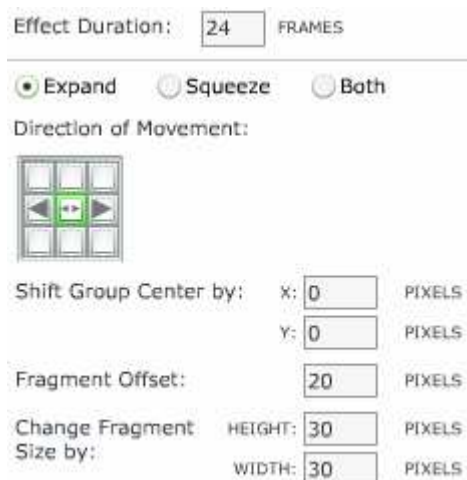 Effect Duration: 24 FRAMES
Expand Squeeze Both
Direction of Movement:
Shift Group Center by: X: 0 PIXELS
Y: 0 PIXELS
Fragment Offset: 20 PIXELS
Change Fragment HEIGHT: 30 PIXELS
Size by:
WIDTH: 30 PIXELS